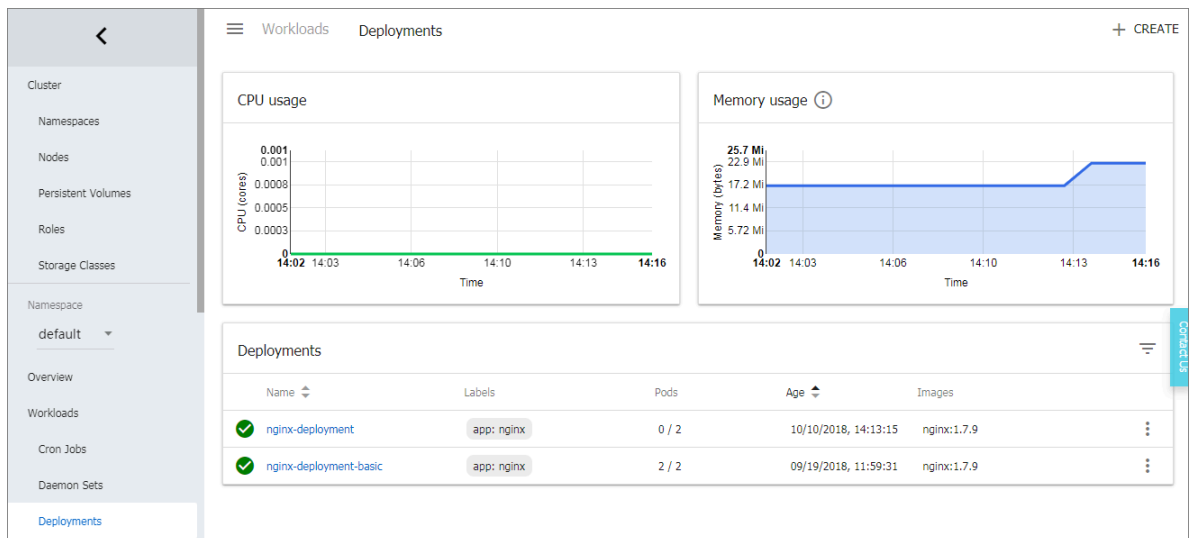 Workloads Deployments
+ CREATE
Cluster
Namespaces
Nodes
Persistent Volumes
Roles
Storage Classes
Namespace
default
Overview
Workloads
Cron Jobs
Daemon Sets
Deployments
CPU usage
CPU (cores)
0.001
0.001
0.0008
0.0005
0.0003
0
14:02 14:03 14:06 14:10 14:13 14:16
Time
Memory usage
Memory (bytes)
25.7 Mi
22.9 Mi
17.2 Mi
11.4 Mi
5.72 Mi
0
14:02 14:03 14:06 14:10 14:13 14:16
Time
Contact Us
Deployments
Name Labels Pods Age Images
nginx-deployment app: nginx 0 / 2 10/10/2018, 14:13:15 nginx:1.7.9
nginx-deployment-basic app: nginx 2 / 2 09/19/2018, 11:59:31 nginx:1.7.9